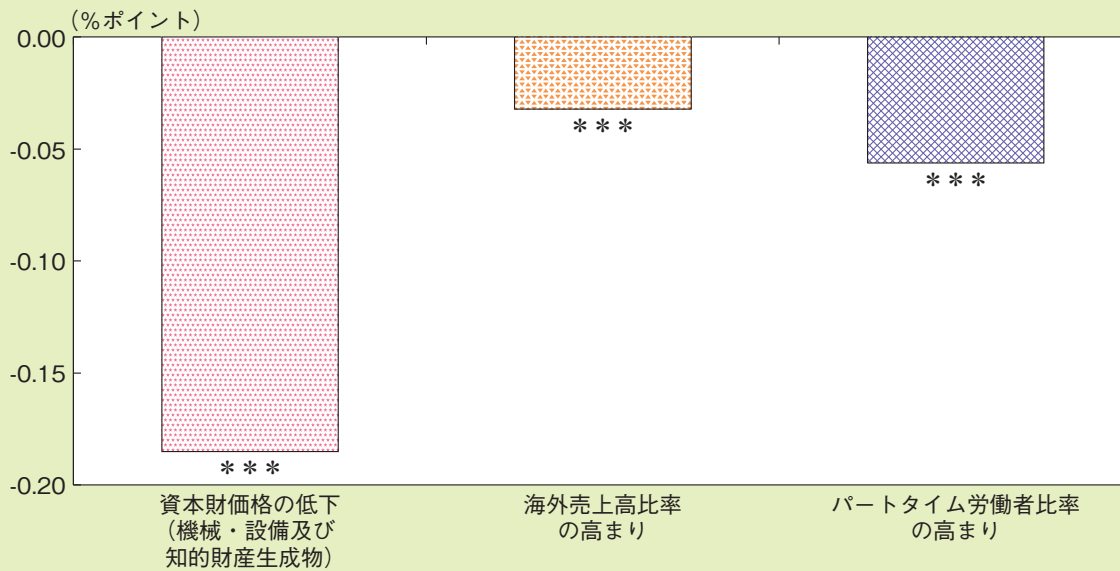 (%ポイント)
0.00
-0.05
-0.10
-0.15
-0.20
***
***
***
資本財価格の低下
(機械・設備及び
知的財産生成物)
海外売上高比率
の高まり
パートタイム労働者比率
の高まり